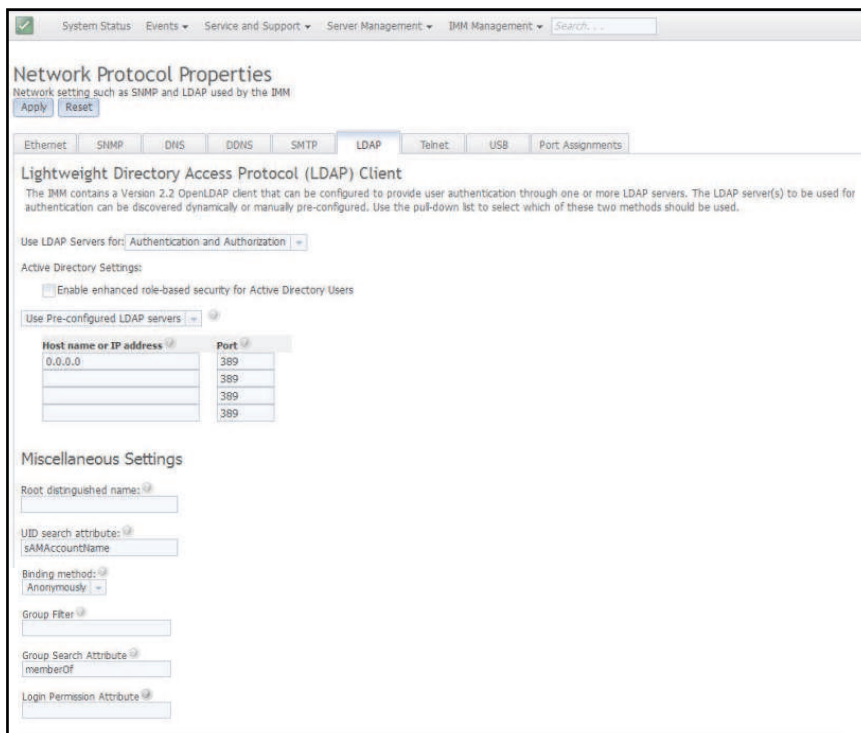 System Status Events Service and Support Server Management IMM Management Search. . .
Network Protocol Properties
Network setting such as SNMP and LDAP used by the IMM
Apply Reset
Ethernet SNMP DNS DDNS SMTP LDAP Telnet USB Port Assignments
Lightweight Directory Access Protocol (LDAP) Client
The IMM contains a Version 2.2 OpenLDAP client that can be configured to provide user authentication through one or more LDAP servers. The LDAP server(s) to be used for
authentication can be discovered dynamically or manually pre-configured. Use the pull-down list to select which of these two methods should be used.
Use LDAP Servers for: Authentication and Authorization
Active Directory Settings:
Enable enhanced role-based security for Active Directory Users
Use Pre-configured LDAP servers
Host name or IP address Port
0.0.0.0 389
389
389
389
Miscellaneous Settings
Root distinguished name:
UID search attribute:
sAMAccountName
Binding method:
Anonymously
Group Filter
Group Search Attribute
memberOf
Login Permission Attribute